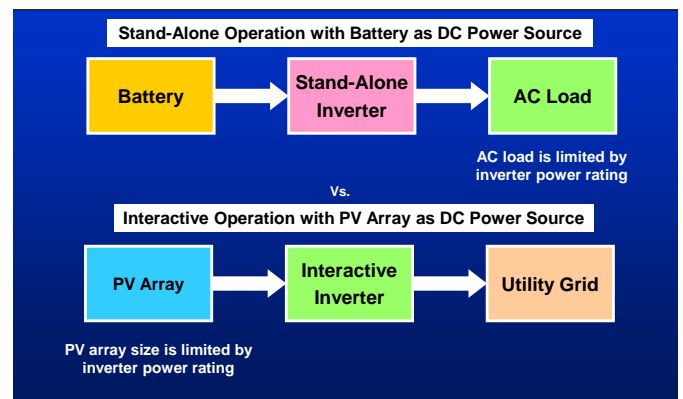 Stand-Alone Operation with Battery as DC Power Source
Battery
Stand-Alone
Inverter
AC Load
AC load is limited by
inverter power rating
Vs.
Interactive Operation with PV Array as DC Power Source
PV Array
Interactive
Inverter
Utility Grid
PV array size is limited by
inverter power rating